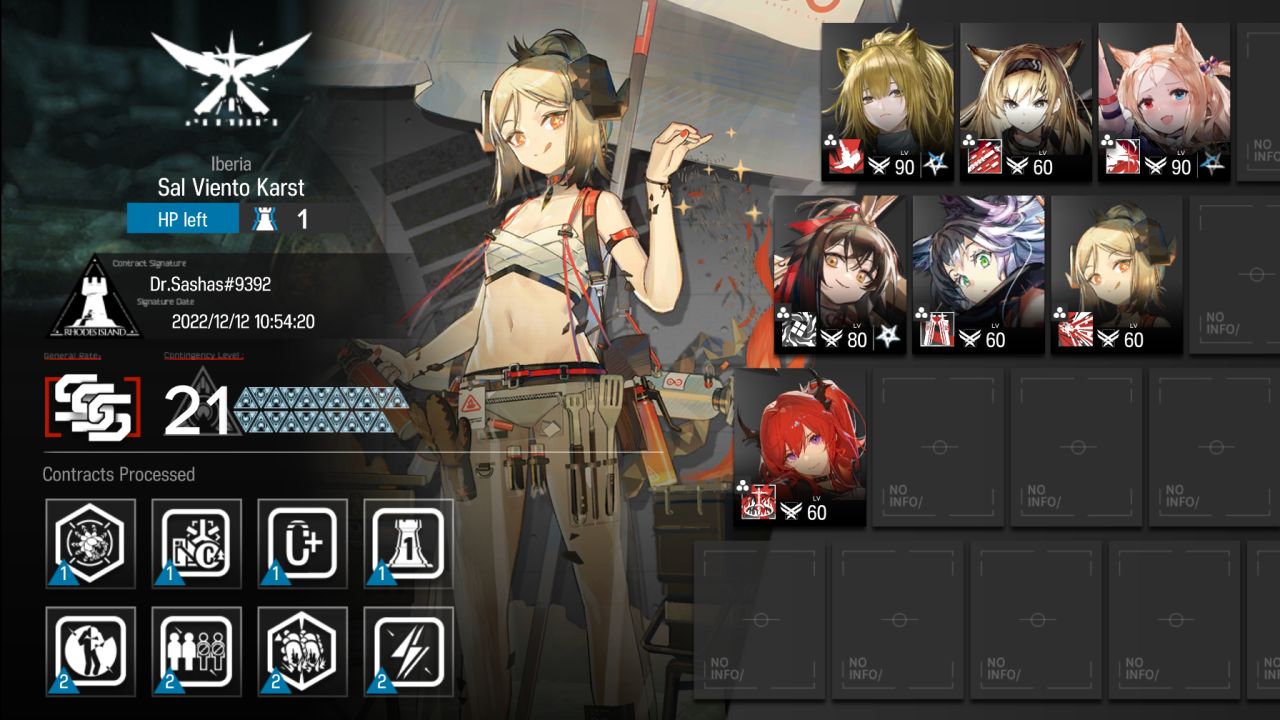 Iberia
Sal Viento Karst
HP left 1
Contract Signature
Dr.Sashas#9392
Signature Date
2022/12/12 10:54:20
RHODES ISLAND
General Rate:
Contingency Level :
SSG
21
Contracts Processed
1
1
U+ 1
1 1
2
2
2
2
LV
90
LV
60
LV
90
NO
INFO
LV
80
LV
60
LV
60
NO
INFO/
LV
60
NO
INFO/
NO
INFO/
NO
INFO/
NO
INFO/
NO
INFO/
NO
INFO/
NO
INFO/